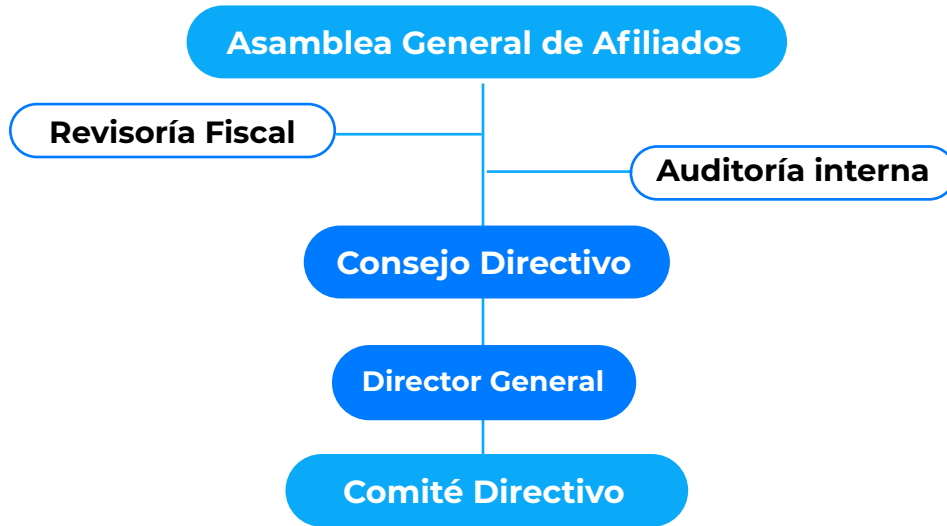 Asamblea General de Afiliados
Revisoría Fiscal
Auditoría interna
Consejo Directivo
Director General
Comité Directivo